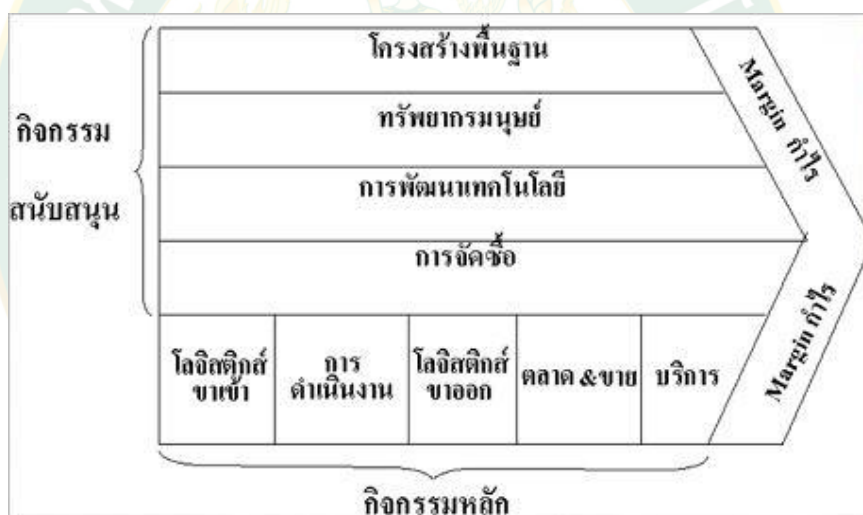 โครงสร้างพื้นฐาน
ทรัพยากรมนุษย์
การพัฒนาเทคโนโลยี
การจัดซื้อ
กิจกรรม
สนับสนุน
Margin กำไร
Margin กำไร
โลจิสติกส์
ขาเข้า
การ
ดำเนินงาน
โลจิสติกส์
ขาออก
ตลาด &ขาย
บริการ
กิจกรรมหลัก